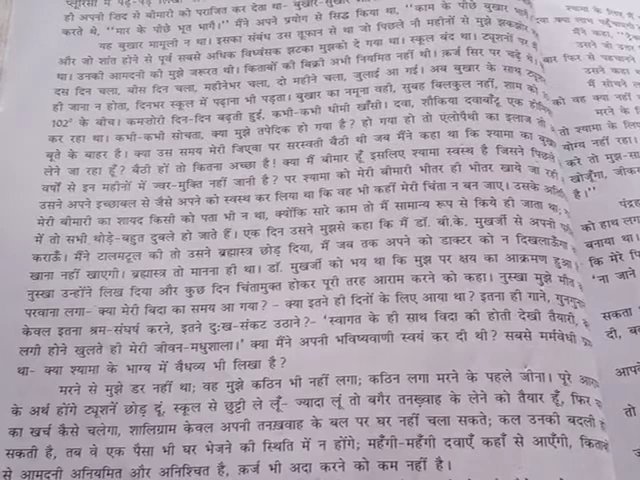 ही अपनी जिद से बीमारी को पराजित कर देता था- बुखार-सुखार
करते थे, "मार के पीछे भूत भागै।" मैंने अपने प्रयोग से सिद्ध किया था, "काम के पीछे बुखार
यह बुखार मामूली न था। इसका संबंध उस तूफ़ान से था जो पिछले नौ महीनों से मुझे झकझोर
और जो शांत होने से पूर्व सबसे अधिक विध्वंसक झटका मुझको दे गया था। स्कूल बंद था। ट्यूशनों पर मैं
था। उनकी आमदनी की मुझे जरूरत थी। किताबों की बिक्री अभी नियमित नहीं थी। क़र्ज सिर पर चढ़े थे।
दस दिन चला, बीस दिन चला, महीनेभर चला, दो महीने चला, जुलाई आ गई। अब बुखार के साथ ट्यूशन
ही जाना न होता, दिनभर स्कूल में पढ़ाना भी पड़ता। बुखार का नमूना वही, सुबह बिलकुल नहीं, शाम को
102° के बीच। कमज़ोरी दिन-दिन बढ़ती हुई, कभी-कभी धीमी खाँसी। दवा, शौकिया दवाबाँटू एक
कर रहा था। कभी-कभी सोचता, क्या मुझे तपेदिक हो गया है? हो गया हो तो एलोपैथी का इलाज तो मेरे
बूते के बाहर है। क्या उस समय मेरी जिएवा पर सरस्वती बैठी थी जब मैंने कहा था कि श्यामा का बुखार
लेने जा रहा हूँ? बैठी हों तो कितना अच्छा है! क्या मैं बीमार हूँ इसलिए श्यामा स्वस्थ है जिसने पिछले
वर्षों से इन महीनों में ज्वर-मुक्ति नहीं जानी है? पर श्यामा को मेरी बीमारी भीतर ही भीतर खाये जा रही
उसने अपने इच्छाबल से जैसे अपने को स्वस्थ कर लिया था कि वह भी कहीं मेरी चिंता न बन जाए। उसके
मेरी बीमारी का शायद किसी को पता भी न था, क्योंकि सारे काम तो मैं सामान्य रूप से किये ही जाता था;
में तो सभी थोड़े-बहुत दुबले हो जाते हैं। एक दिन उसने मुझसे कहा कि मैं डॉ. बी.के. मुखर्जी से अपनी
कराऊँ। मैंने टालमटूल की तो उसने ब्रह्मास्त्र छोड़ दिया, मैं जब तक अपने को डाक्टर को न दिखलाऊँगा
खाना नहीं खाएगी। ब्रह्मास्त्र तो मानना ही था। डॉ. मुखर्जी को भय था कि मुझ पर क्षय का आक्रमण हुआ
नुस्खा उन्होंने लिख दिया और कुछ दिन चिंतामुक्त होकर पूरी तरह आराम करने को कहा। नुस्खा मुझे मौत का
परवाना लगा- क्या मेरी बिदा का समय आ गया? - क्या इतने ही दिनों के लिए आया था? इतना ही गाने, गुनगुनाने
केवल इतना श्रम-संघर्ष करने, इतने दुःख-संकट उठाने?- 'स्वागत के ही साथ विदा की होती देखी तैयारी,
लगी होने खुलते ही मेरी जीवन-मधुशाला।' क्या मैंने अपनी भविष्यवाणी स्वयं कर दी थी? सबसे मर्मवेधी
था- क्या श्यामा के भाग्य में वैधव्य भी लिखा है?
मरने से मुझे डर नहीं था; वह मुझे कठिन भी नहीं लगा; कठिन लगा मरने के पहले जीना। पूरे
के अर्थ होंगे ट्यूशनें छोड़ दूं, स्कूल से छुट्टी ले लूँ- ज्यादा लूं तो बगैर तनख़्वाह के लेने को तैयार हूँ, फिर
का खर्च कैसे चलेगा, शालिग्राम केवल अपनी तनख़्वाह के बल पर घर नहीं चला सकते; कल उनकी बदली हो
सकती है, तब वे एक पैसा भी घर भेजने की स्थिति में न होंगे; महँगी-महँगी दवाएँ कहाँ से आएँगी, किताबों
से आमदनी अनियमित और अनिश्चित है, क़र्ज भी अदा करने को कम नहीं है।